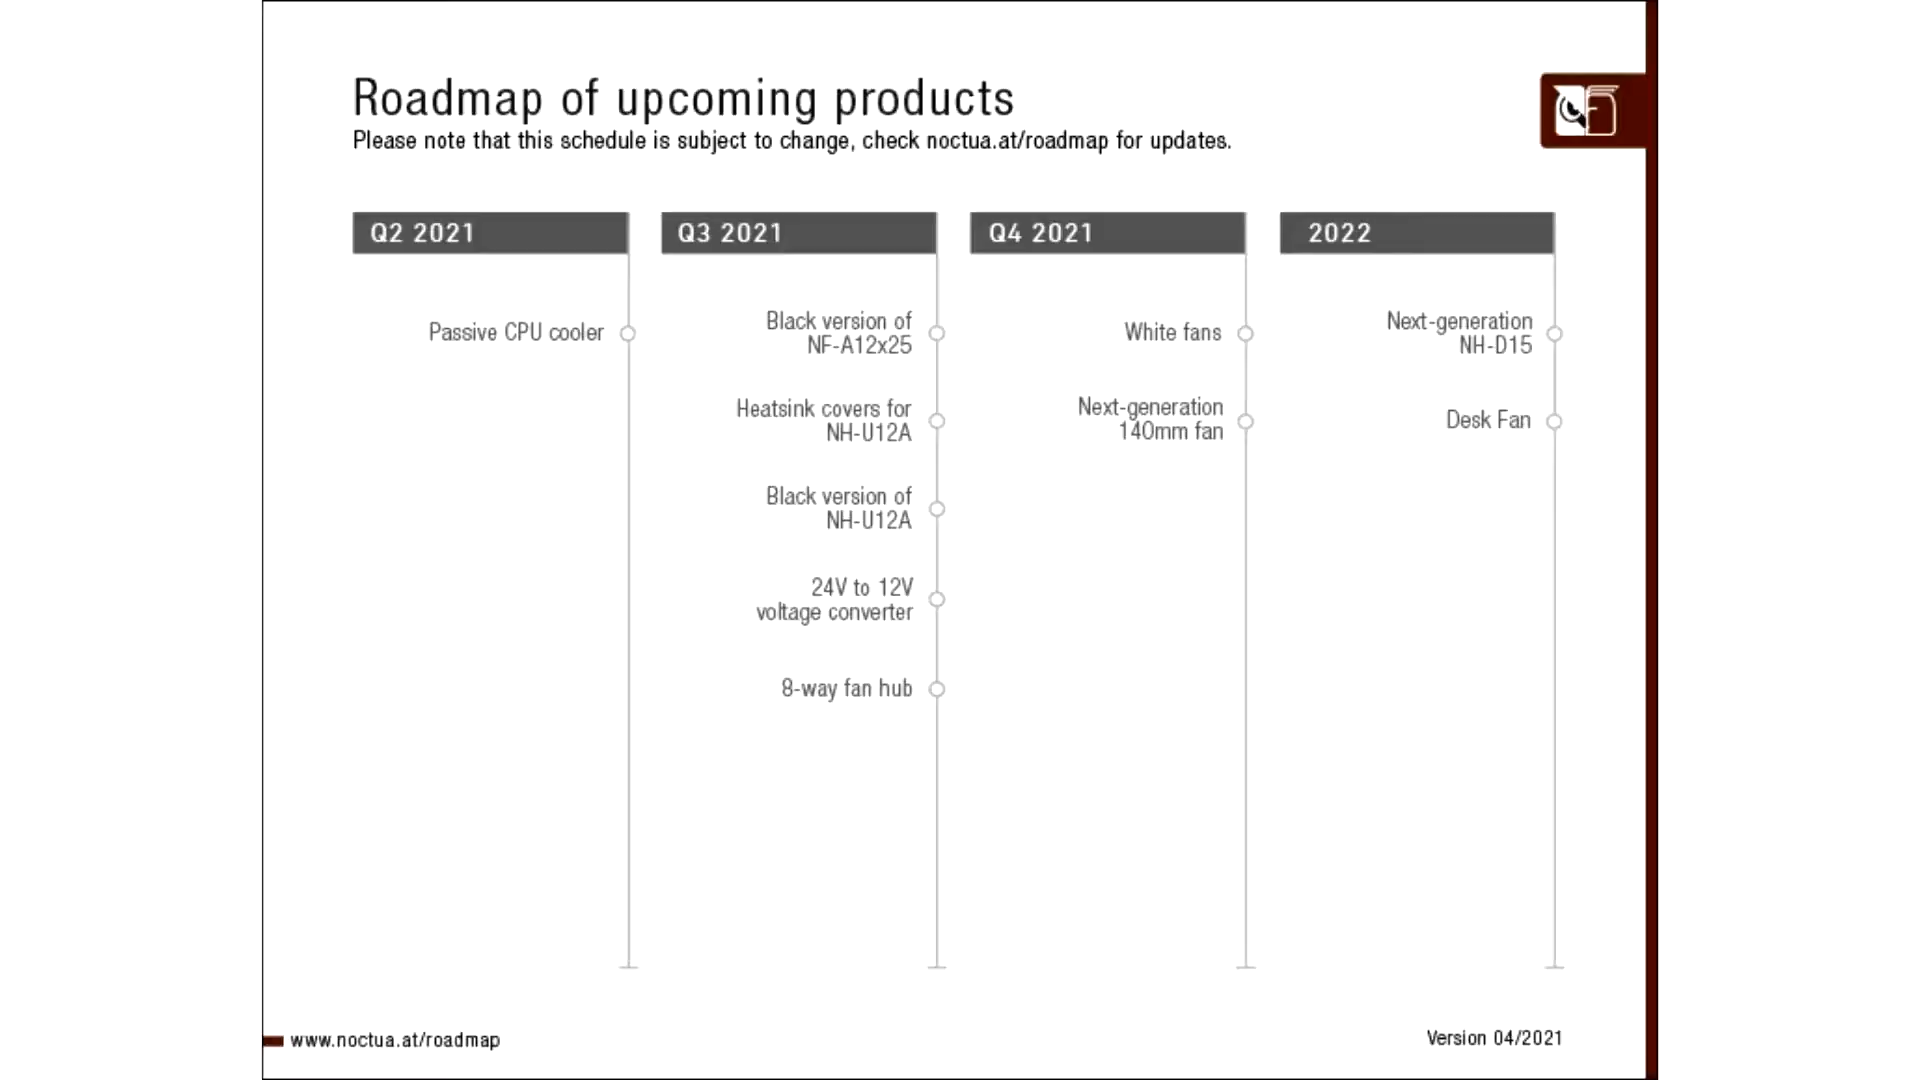 Roadmap of upcoming products
Please note that this schedule is subject to change, check noctua.at/roadmap for updates.
Q2 2021
Passive CPU cooler
Q3 2021
Black version of
NF-A12x25
Heatsink covers for
NH-U12A
Black version of
NH-U12A
24V to 12V
voltage converter
8-way fan hub
Q4 2021
White fans
Next-generation
140mm fan
2022
Next-generation
NH-D15
Desk Fan
www.noctua.at/roadmap
Version 04/2021